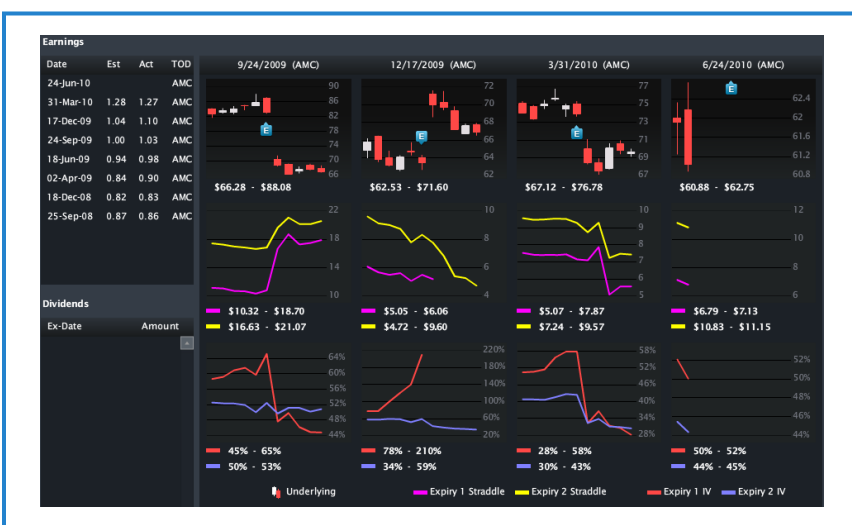 Earnings
Date Est Act TOD
24-Jun-10 AMC
31-Mar-10 1.28 1.27 AMC
17-Dec-09 1.04 1.10 AMC
24-Sep-09 1.00 1.03 AMC
18-Jun-09 0.94 0.98 AMC
02-Apr-09 0.84 0.90 AMC
18-Dec-08 0.82 0.83 AMC
25-Sep-08 0.87 0.86 AMC
Dividends
Ex-Date Amount
9/24/2009 (AMC) 12/17/2009 (AMC) 3/31/2010 (AMC) 6/24/2010 (AMC)
90
86
82
78
74
70
66
E
$66.28 - $88.08
72
70
68
66
64
62
E
$62.53 - $71.60
77
75
73
71
69
67
E
$67.12 - $76.78
62.4
62
61.6
61.2
60.8
E
$60.88 - $62.75
22
18
14
10
$10.32 - $18.70
$16.63 - $21.07
10
8
6
4
$5.05 - $6.06
$4.72 - $9.60
10
9
8
7
6
5
$5.07 - $7.87
$7.24 - $9.57
12
10
8
6
$6.79 - $7.13
$10.83 - $11.15
64%
60%
56%
52%
48%
44%
45% - 65%
50% - 53%
220%
180%
140%
100%
60%
20%
78% - 210%
34% - 59%
58%
52%
46%
40%
34%
28%
28% - 58%
30% - 43%
52%
50%
48%
46%
44%
50% - 52%
44% - 45%
Underlying Expiry 1 Straddle Expiry 2 Straddle Expiry 1 IV Expiry 2 IV